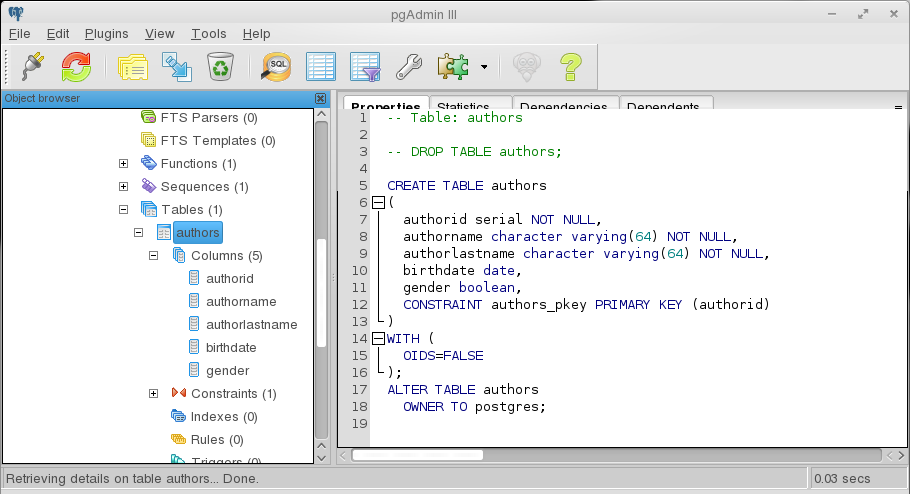 pgAdmin III
File Edit Plugins View Tools Help
SQL
Object browser
FTS Parsers (0)
FTS Templates (0)
Functions (1)
Sequences (1)
Tables (1)
authors
Columns (5)
authorid
authorname
authorlastname
birthdate
gender
Constraints (1)
Indexes (0)
Rules (0)
Triggers (0)
Properties Statistics Dependencies Dependents
1 -- Table: authors
2
3 -- DROP TABLE authors;
4
5 CREATE TABLE authors
6 (
7 authorid serial NOT NULL,
8 authorname character varying(64) NOT NULL,
9 authorlastname character varying(64) NOT NULL,
10 birthdate date,
11 gender boolean,
12 CONSTRAINT authors_pkey PRIMARY KEY (authorid)
13 )
14 WITH (
15 OIDS=FALSE
16 );
17 ALTER TABLE authors
18 OWNER TO postgres;
19
Retrieving details on table authors... Done.
0.03 secs